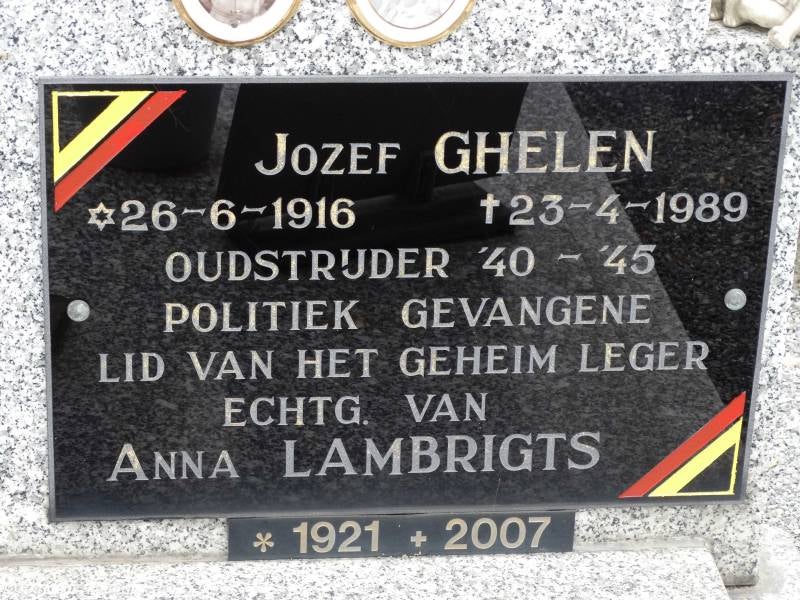 Jozef GHELEN
✡26-6-1916 ✝23-4-1989
OUDSTRIJDER '40 - '45
POLITIEK GEVANGENE
LID VAN HET GEHEIM LEGER
ECHTG. VAN
ANNA LAMBRIGTS
* 1921 + 2007